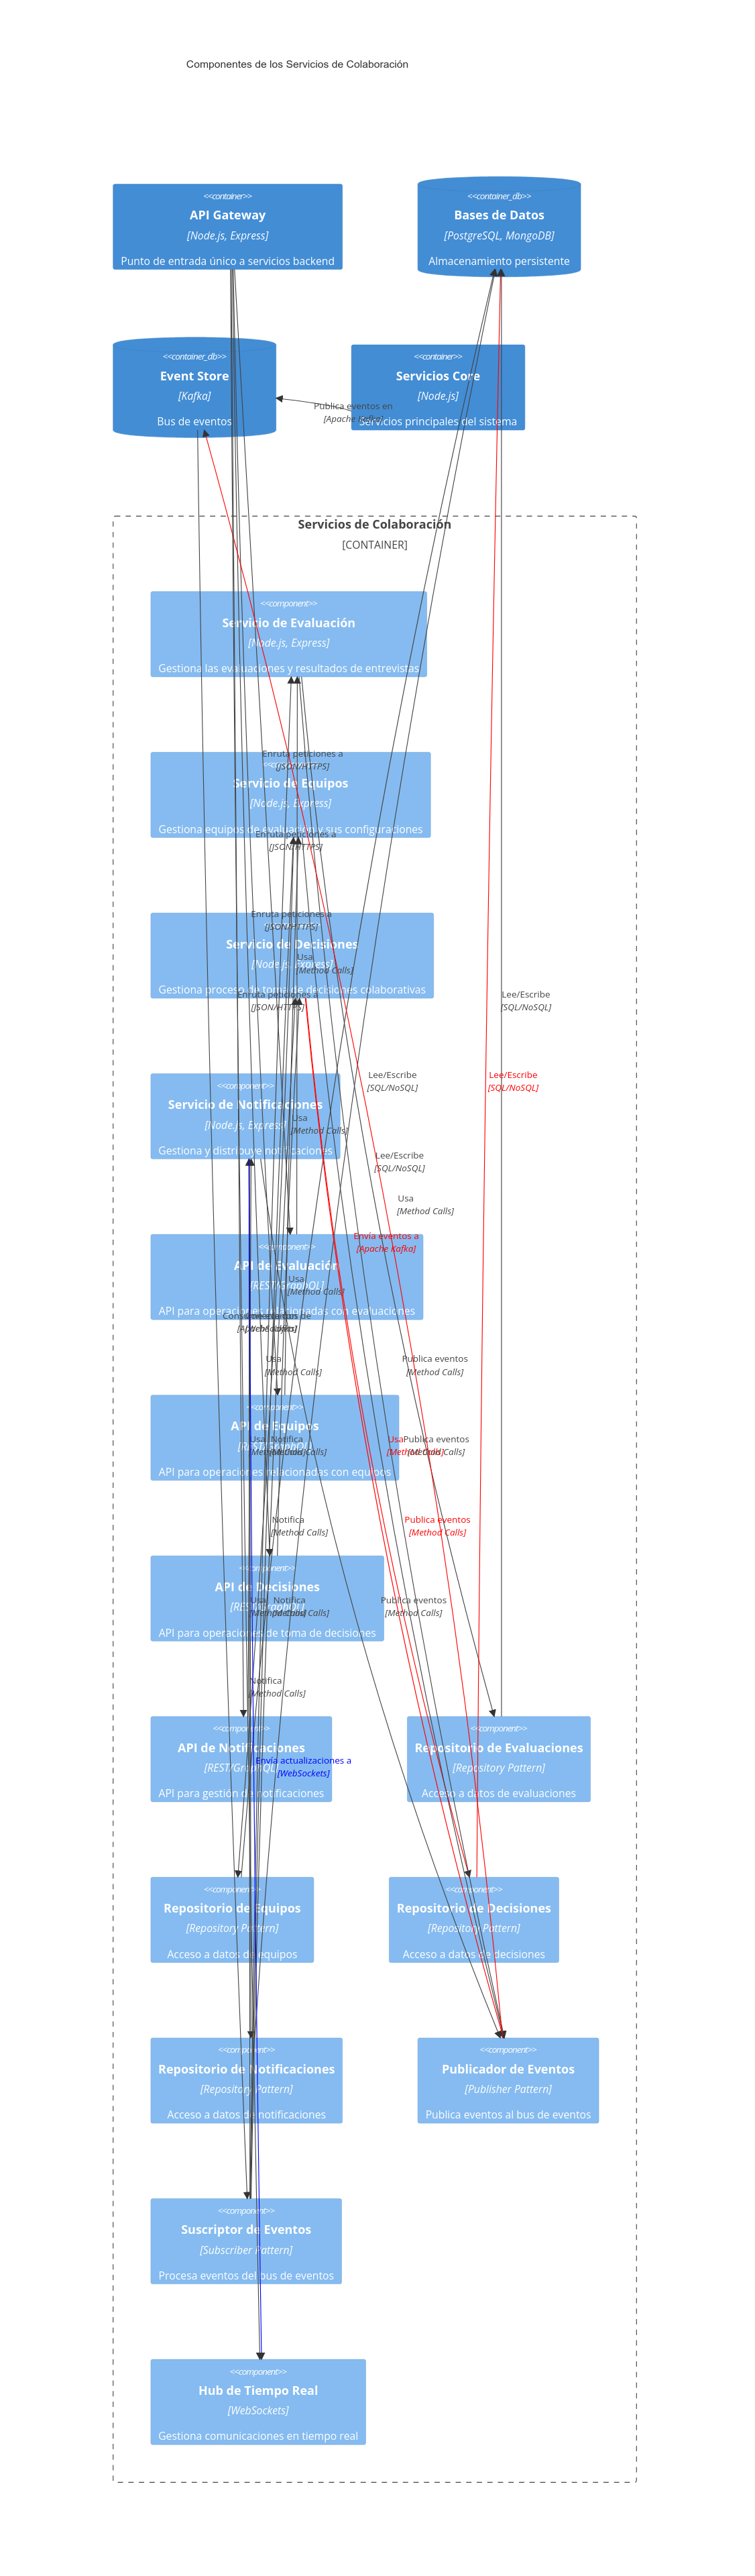 Componentes de los Servicios de Colaboración
<<container>>
API Gateway
[Node.js, Express]
Punto de entrada único a servicios backend
<<container_db>>
Bases de Datos
[PostgreSQL, MongoDB]
Almacenamiento persistente
<<container_db>>
Event Store
[Kafka]
Bus de eventos
<<container>>
Servicios Core
[Node.js]
Servicios principales del sistema
Publica eventos en
[Apache Kafka]
Servicios de Colaboración
[CONTAINER]
<<component>>
Servicio de Evaluación
[Node.js, Express]
Gestiona las evaluaciones y resultados de entrevistas
Enruta peticiones a
[JSON/HTTPS]
Servicio de Equipos
[Node.js, Express]
Gestiona equipos de evaluación y sus configuraciones
Enruta peticiones a
[JSON/HTTPS]
Enruta peticiones a
[JSON/HTTPS]
Servicio de Decisiones
[Node.js, Express]
Usa
[Method Calls]
Gestiona proceso de toma de decisiones colaborativas
Enruta peticiones a
[JSON/HTTPS]
Lee/Escribe
[SQL/NoSQL]
Lee/Escribe
[SQL/NoSQL]
Lee/Escribe
[SQL/NoSQL]
<<component>>
Servicio de Notificaciones
[Node.js, Express]
Gestiona y distribuye notificaciones
Usa
[Method Calls]
Lee/Escribe
[SQL/NoSQL]
Usa
[Method Calls]
Envía eventos a
[Apache Kafka]
<<component>>
API de Evaluación
[REST/GraphQL]
API para operaciones relacionadas con evaluaciones
Usa
[Method Calls]
Usa
[Method Calls]
Publica eventos
[Method Calls]
<<component>>
API de Equipos
[REST/GraphQL]
API para operaciones relacionadas con equipos
Usa
Notifica
[Method Calls]
Usa
[Method Calls]
Publica eventos
[Method Calls]
Notifica
[Method Calls]
Publica eventos
[Method Calls]
<<component>>
API de Decisiones
[REST/GraphQL]
API para operaciones de toma de decisiones
Usa
Notifica
[Method Calls]
Publica eventos
[Method Calls]
Notifica
[Method Calls]
<<component>>
API de Notificaciones
[REST/GraphQL]
API para gestión de notificaciones
Envía actualizaciones a
[WebSockets]
<<component>>
Repositorio de Evaluaciones
[Repository Pattern]
Acceso a datos de evaluaciones
<<component>>
Repositorio de Equipos
[Repository Pattern]
Acceso a datos de equipos
<<component>>
Repositorio de Decisiones
[Repository Pattern]
Acceso a datos de decisiones
<<component>>
Repositorio de Notificaciones
[Repository Pattern]
Acceso a datos de notificaciones
<<component>>
Publicador de Eventos
[Publisher Pattern]
Publica eventos al bus de eventos
<<component>>
Suscriptor de Eventos
[Subscriber Pattern]
Procesa eventos del bus de eventos
<<component>>
Hub de Tiempo Real
[WebSockets]
Gestiona comunicaciones en tiempo real